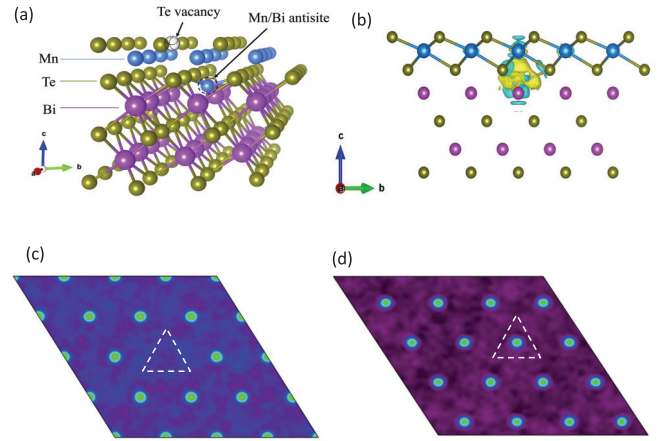 (a)
Te vacancy
Mn/Bi antisite
Mn
Te
Bi
c
a
b
(b)
c
a
b
(c)
(d)